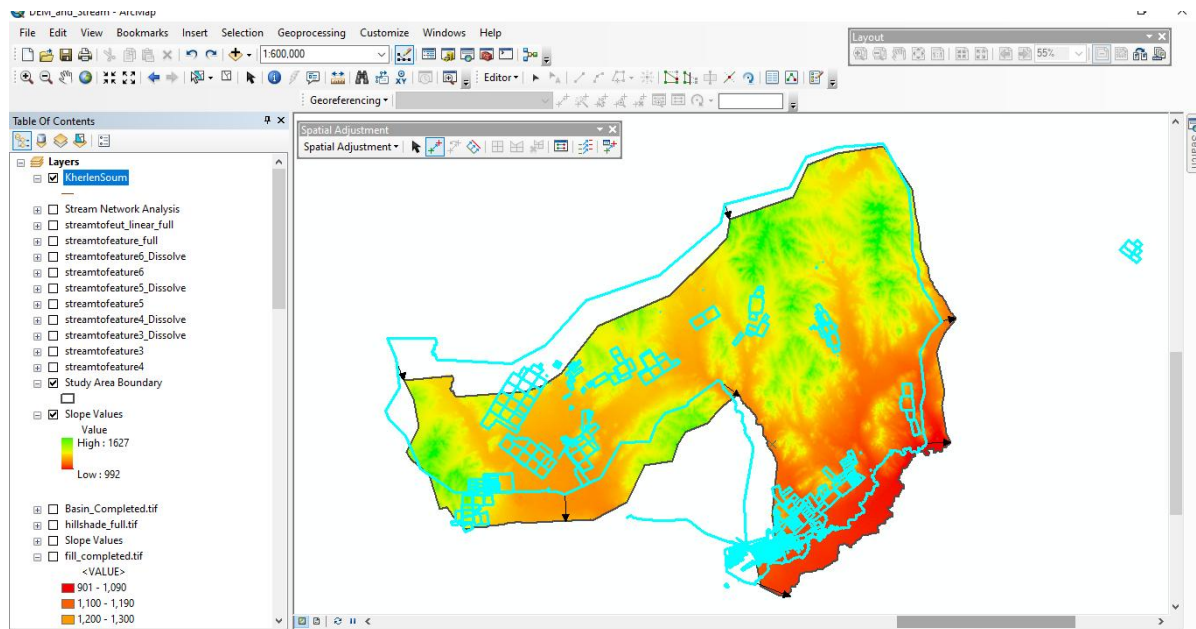 DEM_and_Stream - ArcMap
File Edit View Bookmarks Insert Selection Geoprocessing Customize Windows Help
1:600.000
Layout
55%
Editor
Georeferencing
Table Of Contents
Spatial Adjustment
Spatial Adjustment
Layers
KherlenSoum
Stream Network Analysis
streamtofeut_linear_full
streamtofeature_full
streamtofeature6_Dissolve
streamtofeature6
streamtofeature5_Dissolve
streamtofeature5
streamtofeature4_Dissolve
streamtofeature3_Dissolve
streamtofeature3
streamtofeature4
Study Area Boundary
Slope Values
Value
High : 1627
Low : 992
Basin_Completed.tif
hillshade_full.tif
Slope Values
fill_completed.tif
<VALUE>
901 - 1,090
1,100 - 1,190
1,200 - 1,300